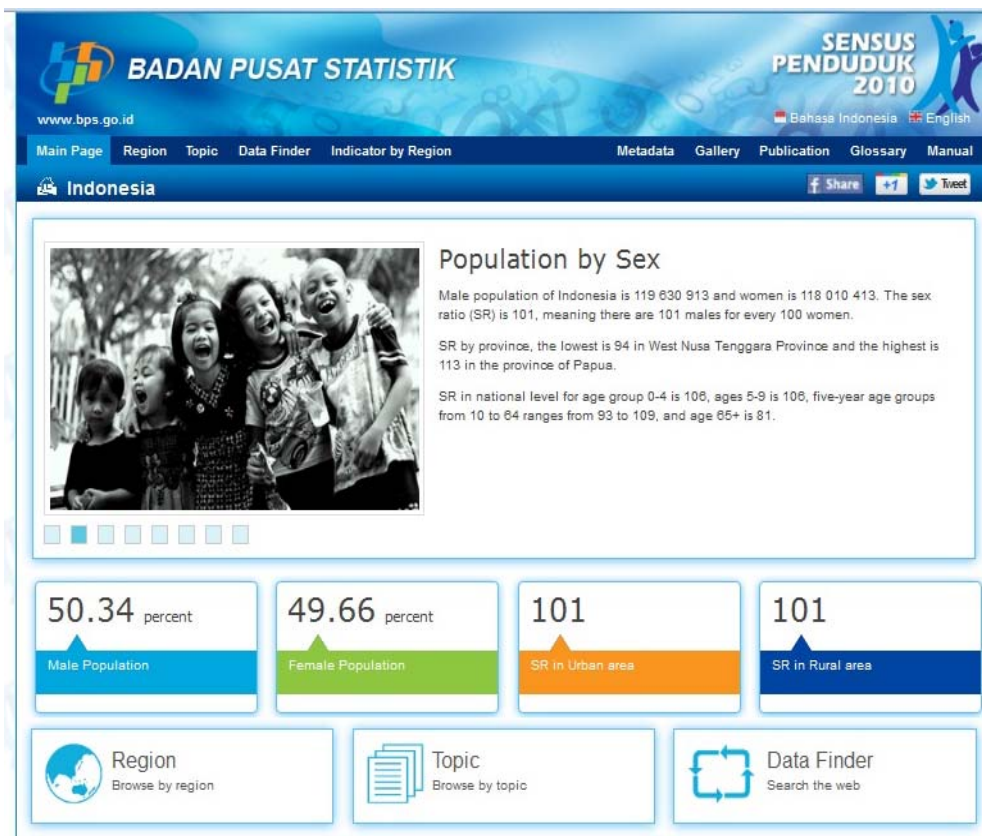 BADAN PUSAT STATISTIK
SENSUS
PENDUDUK
2010
www.bps.go.id
Bahasa Indonesia English
Main Page Region Topic Data Finder Indicator by Region Metadata Gallery Publication Glossary Manual
Indonesia
f Share +1 Tweet
Population by Sex
Male population of Indonesia is 119 630 913 and women is 118 010 413. The sex
ratio (SR) is 101, meaning there are 101 males for every 100 women.
SR by province, the lowest is 94 in West Nusa Tenggara Province and the highest is
113 in the province of Papua.
SR in national level for age group 0-4 is 106, ages 5-9 is 106, five-year age groups
from 10 to 64 ranges from 93 to 109, and age 65+ is 81.
50.34 percent
Male Population
49.66 percent
Female Population
101
SR in Urban area
101
SR in Rural area
Region
Browse by region
Topic
Browse by topic
Data Finder
Search the web